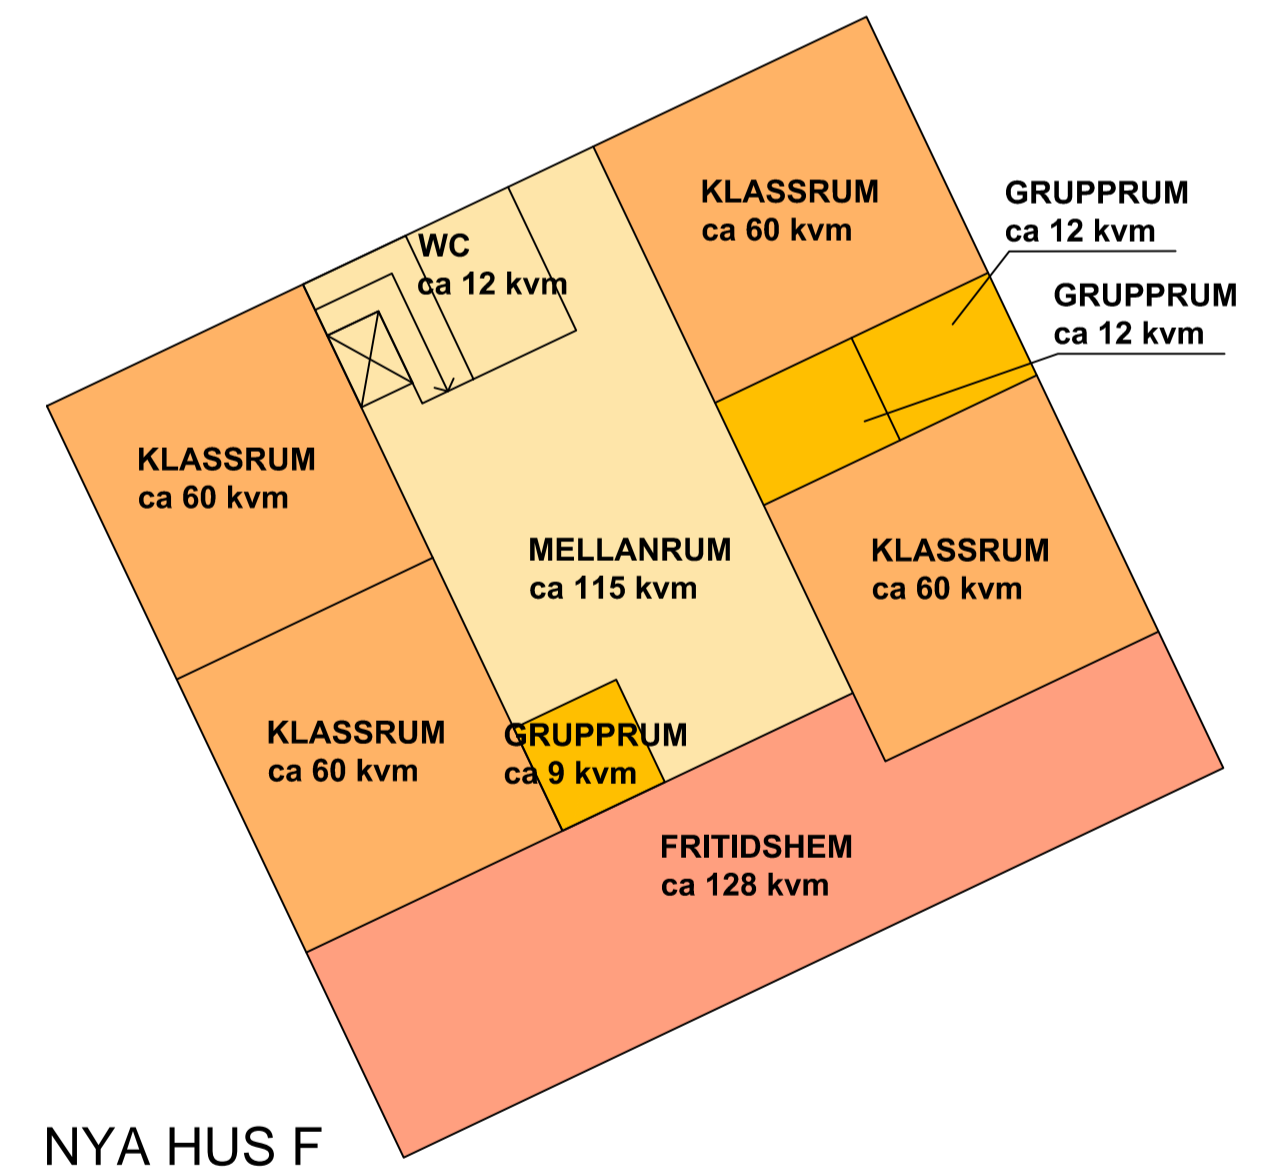 KLASSRUM
ca 60 kvm
GRUPPRUM
ca 12 kvm
WC
ca 12 kvm
GRUPPRUM
ca 12 kvm
KLASSRUM
ca 60 kvm
MELLANRUM
ca 115 kvm
KLASSRUM
ca 60 kvm
KLASSRUM
ca 60 kvm
GRUPPRUM
ca 9 kvm
FRITIDSHEM
ca 128 kvm
NYA HUS F